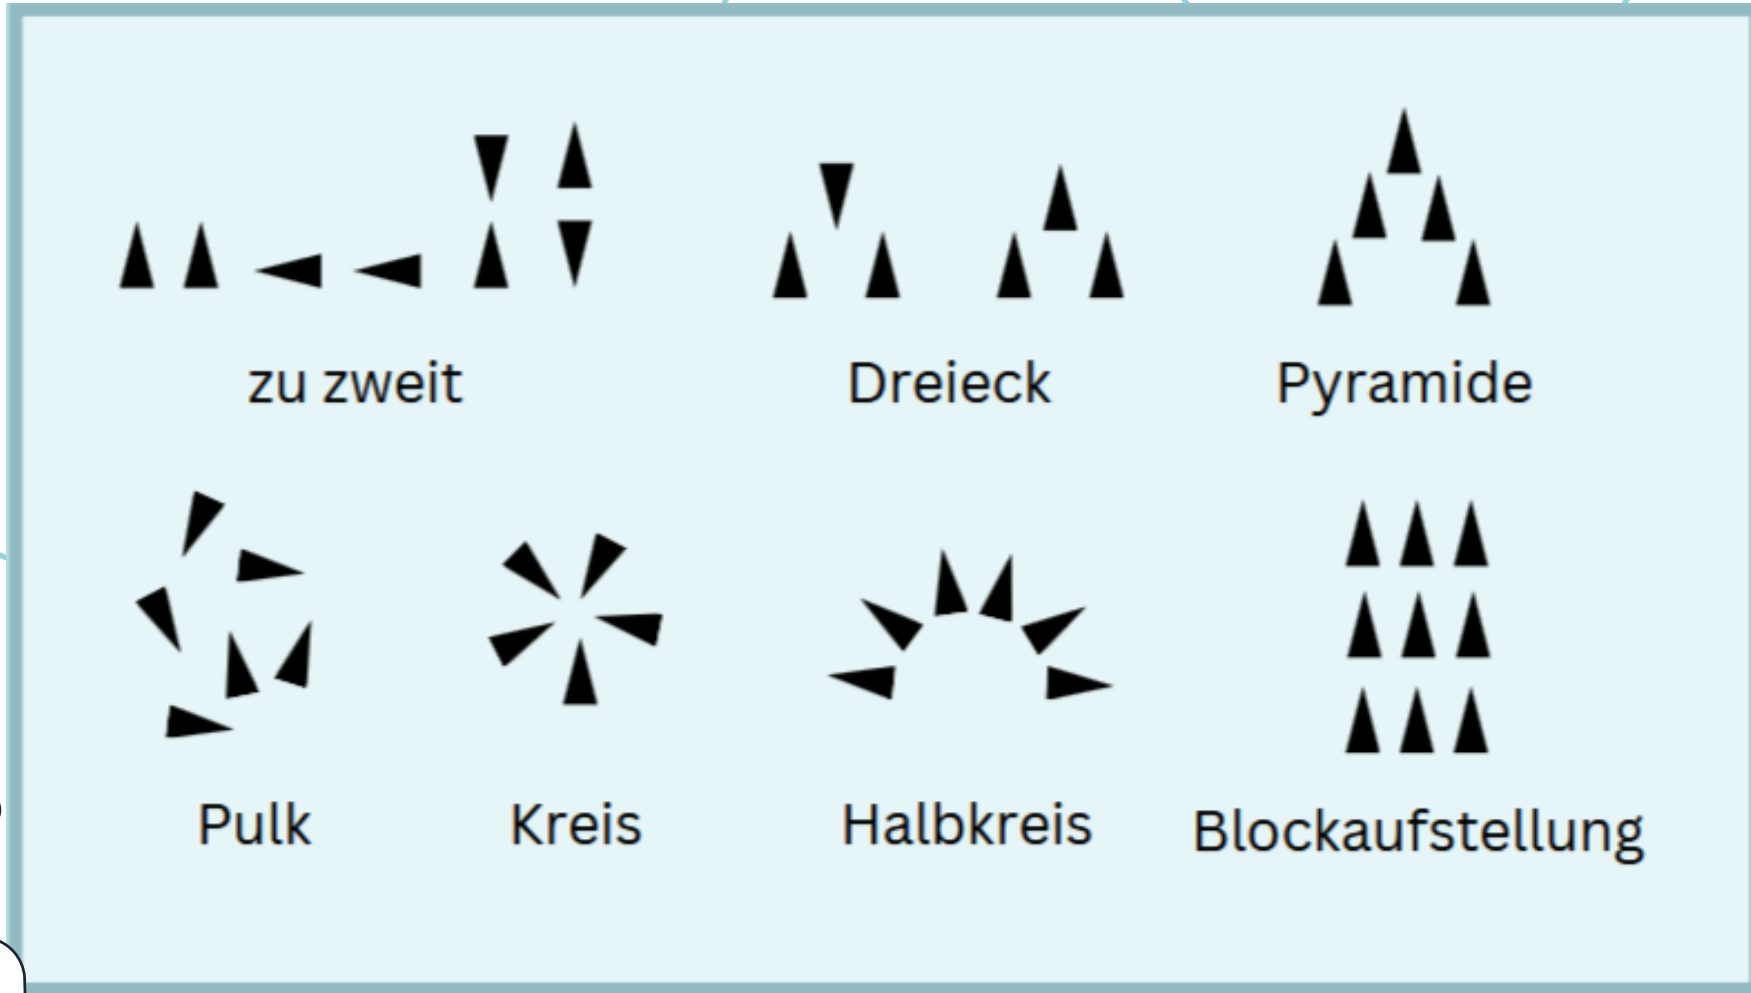 zu zweit
Dreieck
Pyramide
Pulk
Kreis
Halbkreis
Blockaufstellung